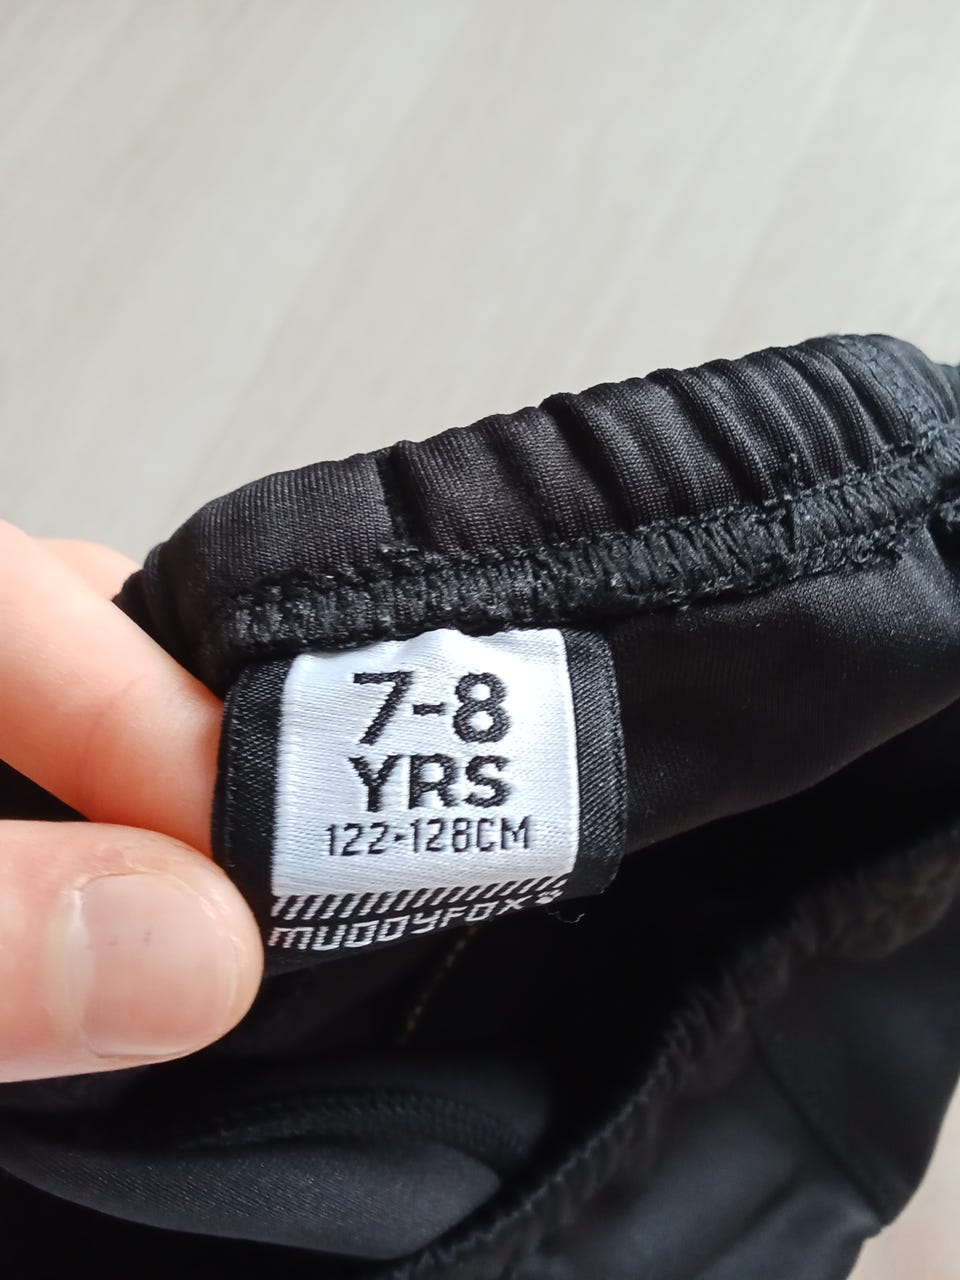 7-8
YRS
122-128CM
MUDDYFOX